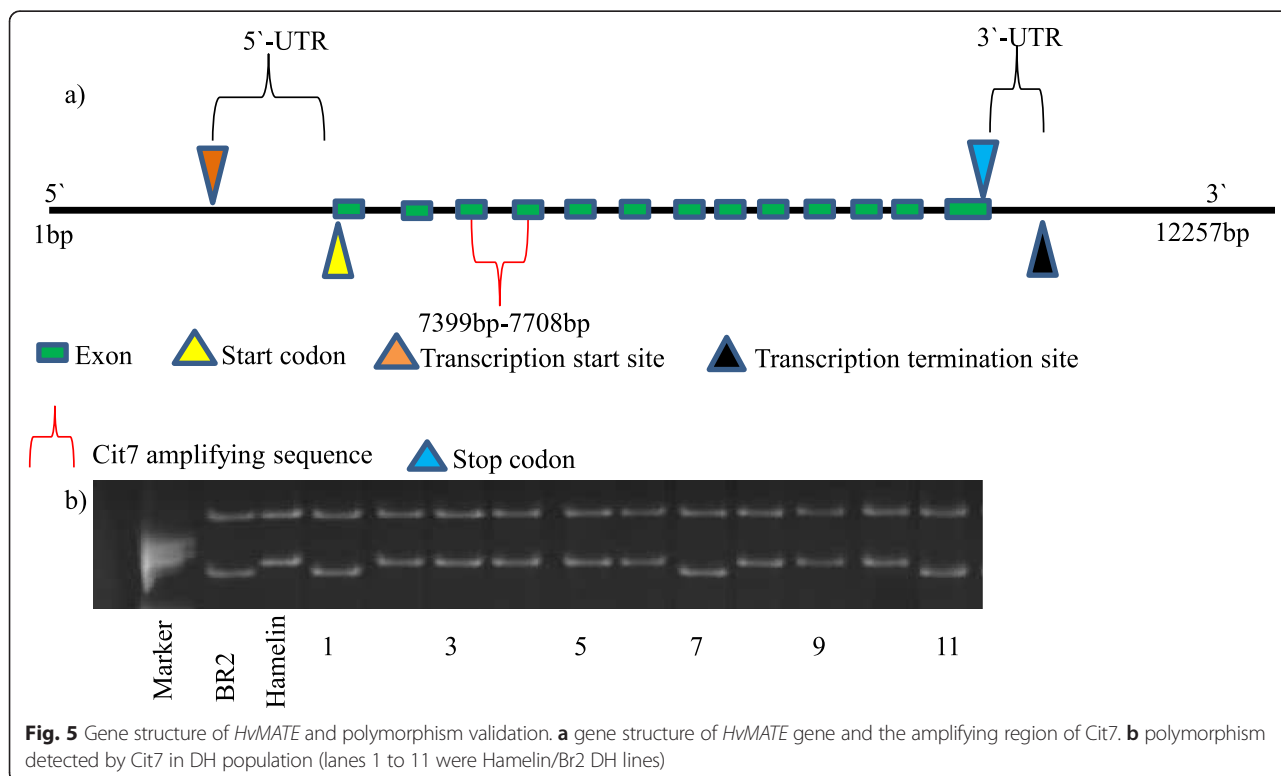 5`-UTR
3`-UTR
a)
5`
3`
1bp
12257bp
7399bp-7708bp
Exon
Start codon
Transcription start site
Transcription termination site
Cit7 amplifying sequence
Stop codon
b)
Marker
BR2
Hamelin
1
3
5
7
9
11
Fig. 5 Gene structure of HvMATE and polymorphism validation. a gene structure of HvMATE gene and the amplifying region of Cit7. b polymorphism
detected by Cit7 in DH population (lanes 1 to 11 were Hamelin/Br2 DH lines)